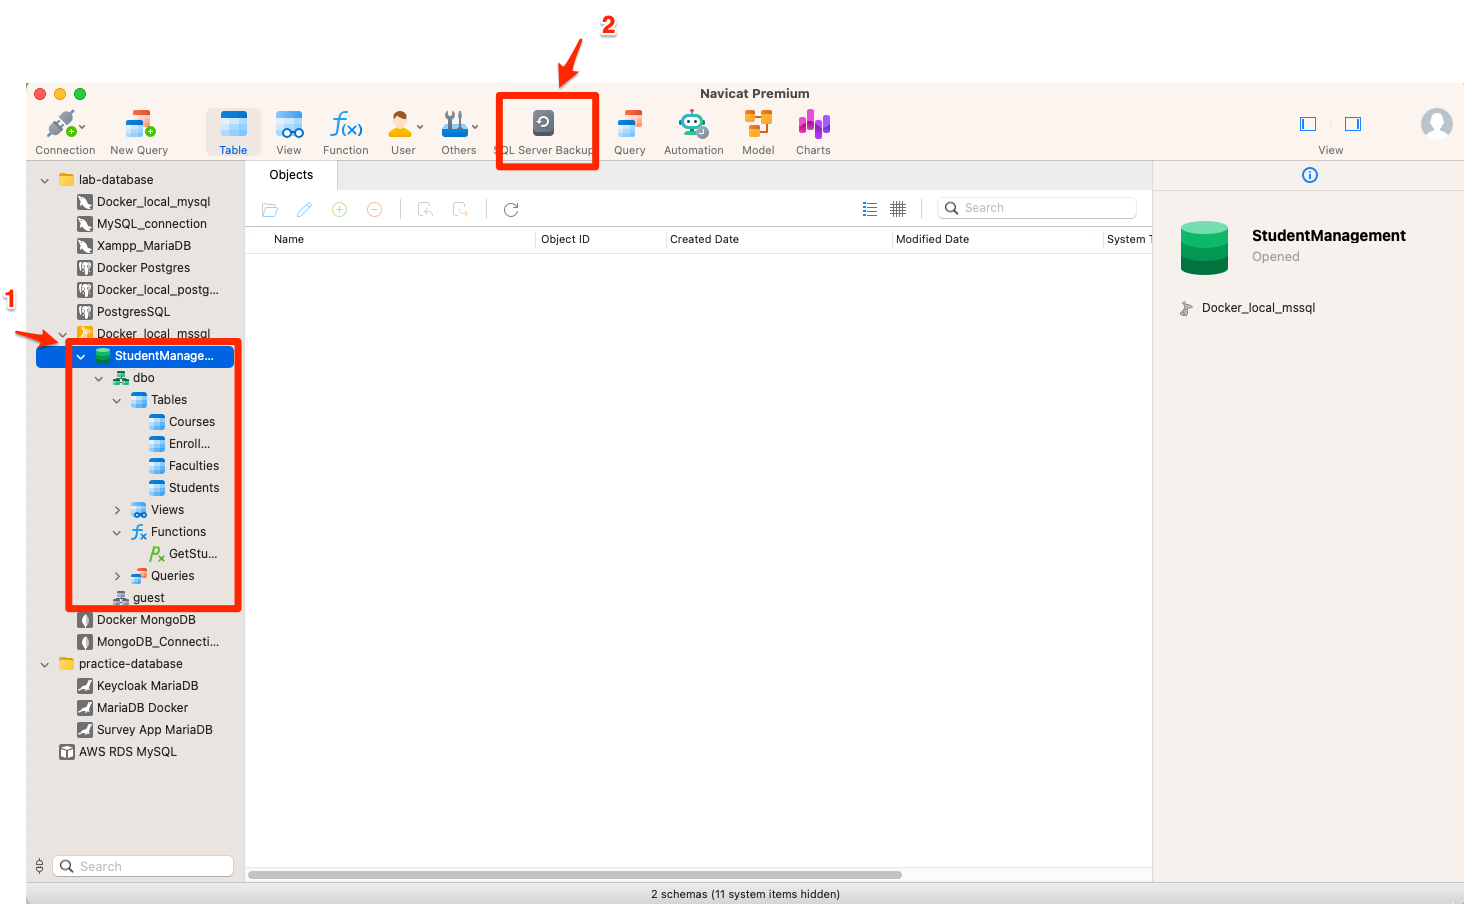 2
Navicat Premium
Connection
New Query
Table
View
Function
User
Others
SQL Server Backup
Query
Automation
Model
Charts
View
lab-database
Docker_local_mysql
MySQL_connection
Xampp_MariaDB
Docker Postgres
Docker_local_postg...
PostgresSQL
1
Docker_local_mssql
StudentManage...
dbo
Tables
Courses
Enroll...
Faculties
Students
Views
Functions
GetStu...
Queries
guest
Docker MongoDB
MongoDB_Connecti...
practice-database
Keycloak MariaDB
MariaDB Docker
Survey App MariaDB
AWS RDS MySQL
Search
Objects
Search
Name
Object ID
Created Date
Modified Date
System T
StudentManagement
Opened
Docker_local_mssql
2 schemas (11 system items hidden)